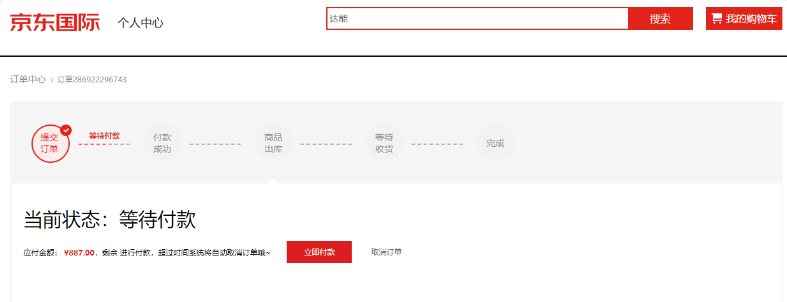 京东国际 个人中心 达能 搜索 我的购物车
订单中心 > 订单286922296743
提交 等待付款 付款 商品 等待 完成
订单 成功 出库 收货
当前状态：等待付款
应付金额： ¥887.00，剩余 进行付款，超过时间系统将自动取消订单哦~ 立即付款 取消订单